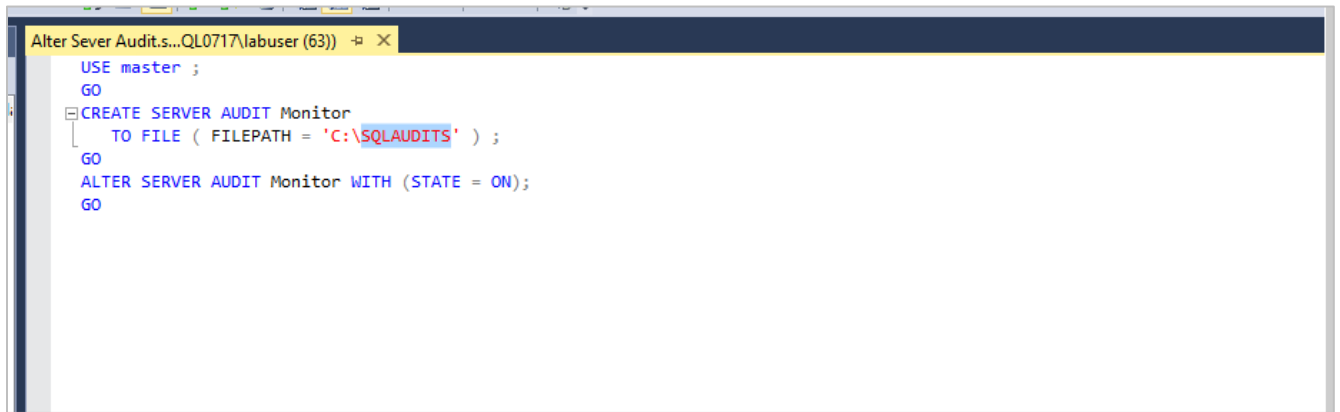 Alter Sever Audit.s...QL0717\labuser (63))
USE master ;
GO
CREATE SERVER AUDIT Monitor
TO FILE ( FILEPATH = 'C:\SQLAUDITS' ) ;
GO
ALTER SERVER AUDIT Monitor WITH (STATE = ON);
GO